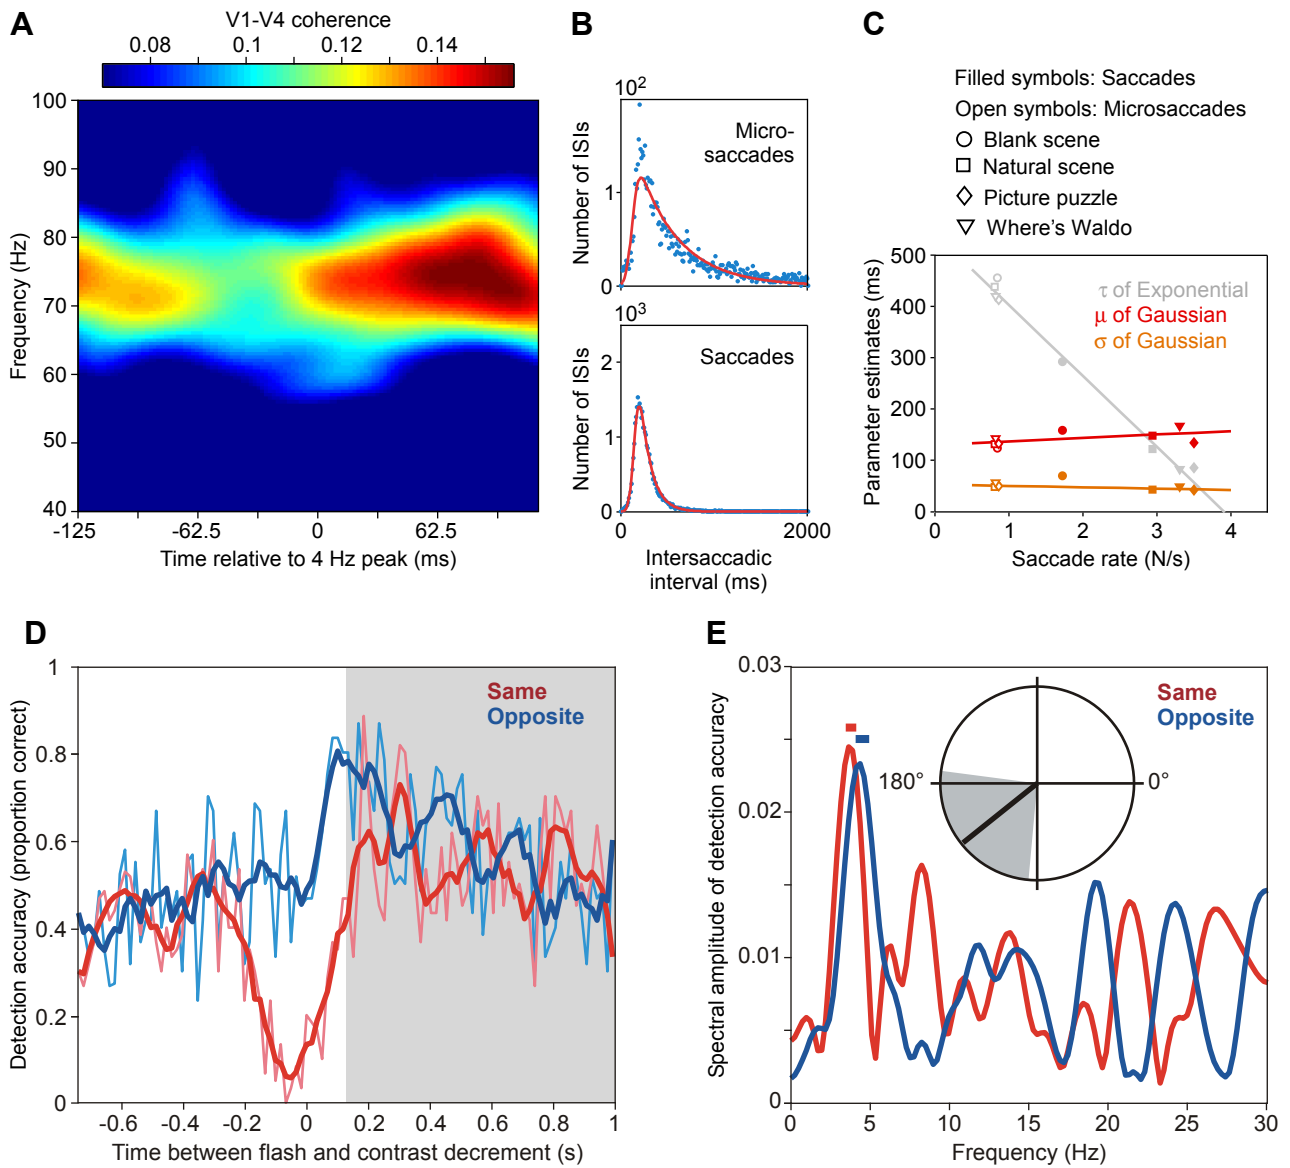 A
V1-V4 coherence
0.08
0.1
0.12
0.14
100
90
80
70
60
50
40
Frequency (Hz)
-125
-62.5
0
62.5
Time relative to 4 Hz peak (ms)
B
10²
1
0
Number of ISIs
Micro-
saccades
10³
2
1
0
Number of ISIs
Saccades
0
2000
Intersaccadic
interval (ms)
C
Filled symbols: Saccades
Open symbols: Microsaccades
Blank scene
Natural scene
Picture puzzle
Where's Waldo
500
400
300
200
100
0
Parameter estimates (ms)
τ of Exponential
μ of Gaussian
σ of Gaussian
0
1
2
3
4
Saccade rate (N/s)
D
1
0.8
0.6
0.4
0.2
0
Detection accuracy (proportion correct)
Same
Opposite
-0.6
-0.4
-0.2
0
0.2
0.4
0.6
0.8
1
Time between flash and contrast decrement (s)
E
0.03
0.02
0.01
0
Spectral amplitude of detection accuracy
Same
Opposite
180°
0°
0
5
10
15
20
25
30
Frequency (Hz)